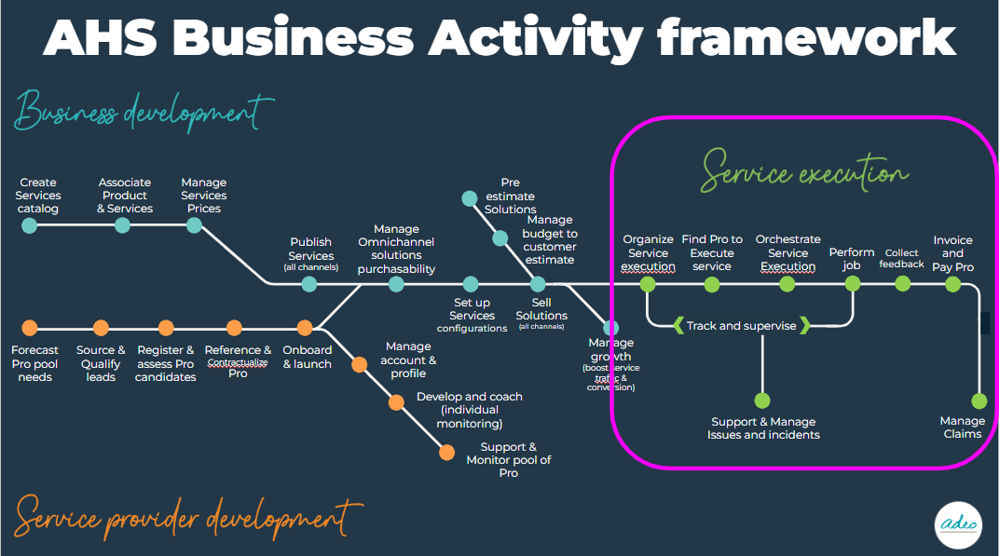 AHS Business Activity framework
Business development
Service execution
Create
Services
catalog
Associate
Product
& Services
Manage
Services
Prices
Publish
Services
(all channels)
Manage
Omnichannel
solutions
purchasability
Pre
estimate
Solutions
Manage
budget to
customer
estimate
Set up
Services
configurations
Sell
Solutions
(all channels)
Manage
growth
(boost service
trafic &
conversion)
Organize
Service
execution
Find Pro to
Execute
service
Orchestrate
Service
Execution
Perform
job
Collect
feedback
Invoice
and
Pay Pro
Track and supervise
Support & Manage
Issues and incidents
Manage
Claims
Forecast
Pro pool
needs
Source &
Qualify
leads
Register &
assess Pro
candidates
Reference &
Contractualize
Pro
Onboard
& launch
Manage
account &
profile
Develop and coach
(individual
monitoring)
Support &
Monitor pool of
Pro
Service provider development
adeo